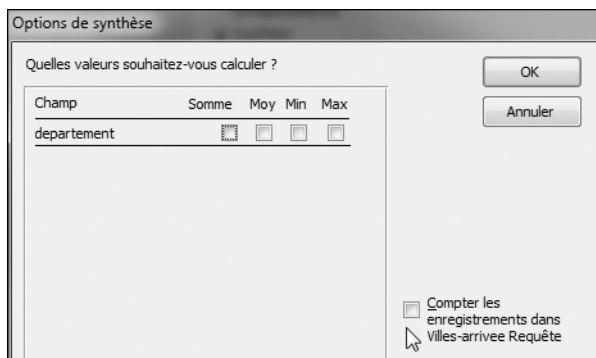 Options de synthèse
Quelles valeurs souhaitez-vous calculer ?
OK
Annuler
Champ Somme Moy Min Max
departement
Compter les
enregistrements dans
Villes-arrivee Requête